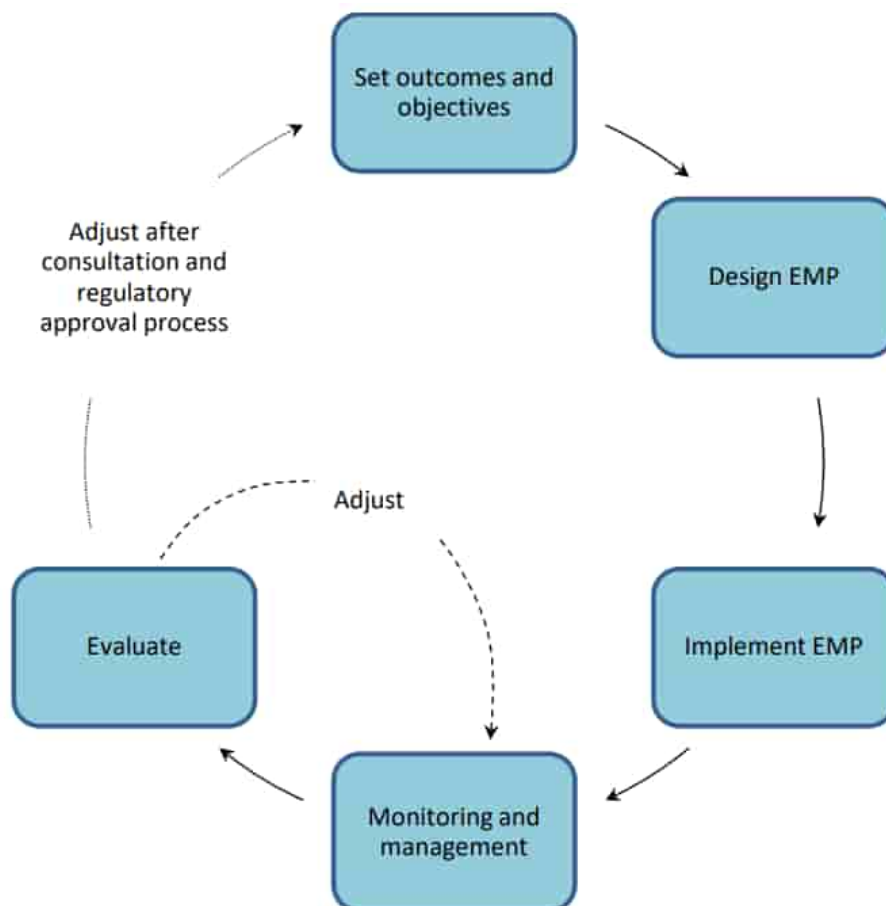 Set outcomes and
objectives
Adjust after
consultation and
regulatory
approval process
Design EMP
Adjust
Evaluate
Implement EMP
Monitoring and
management